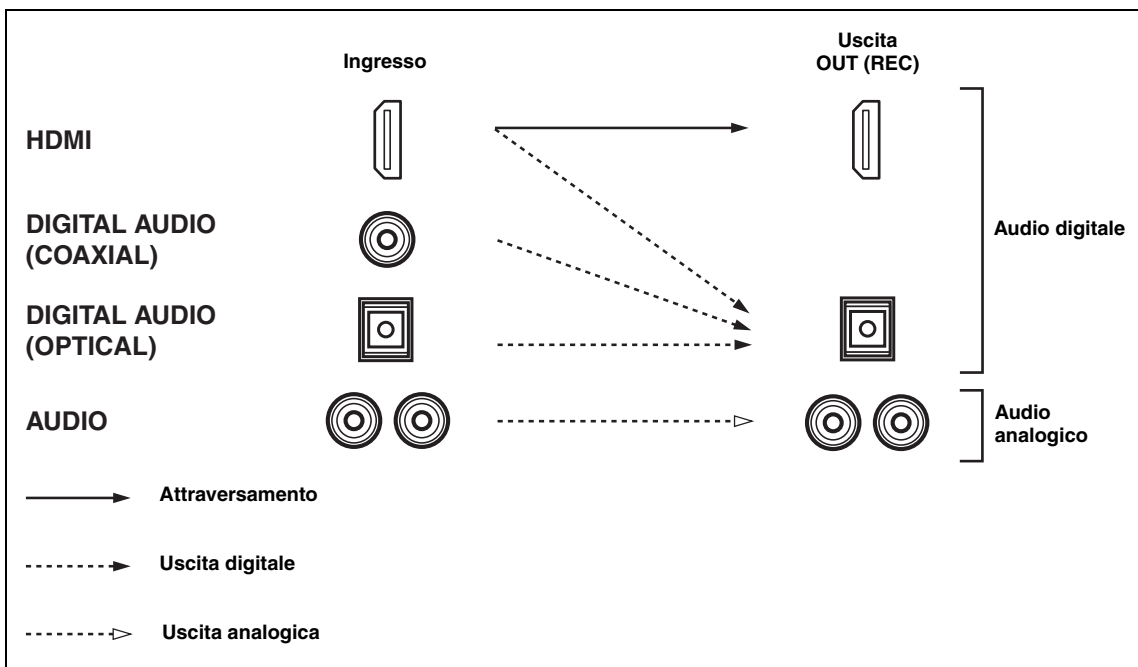 Ingresso
Uscita
OUT (REC)
HDMI
DIGITAL AUDIO
(COAXIAL)
Audio digitale
DIGITAL AUDIO
(OPTICAL)
AUDIO
Audio
analogico
Attraversamento
Uscita digitale
Uscita analogica